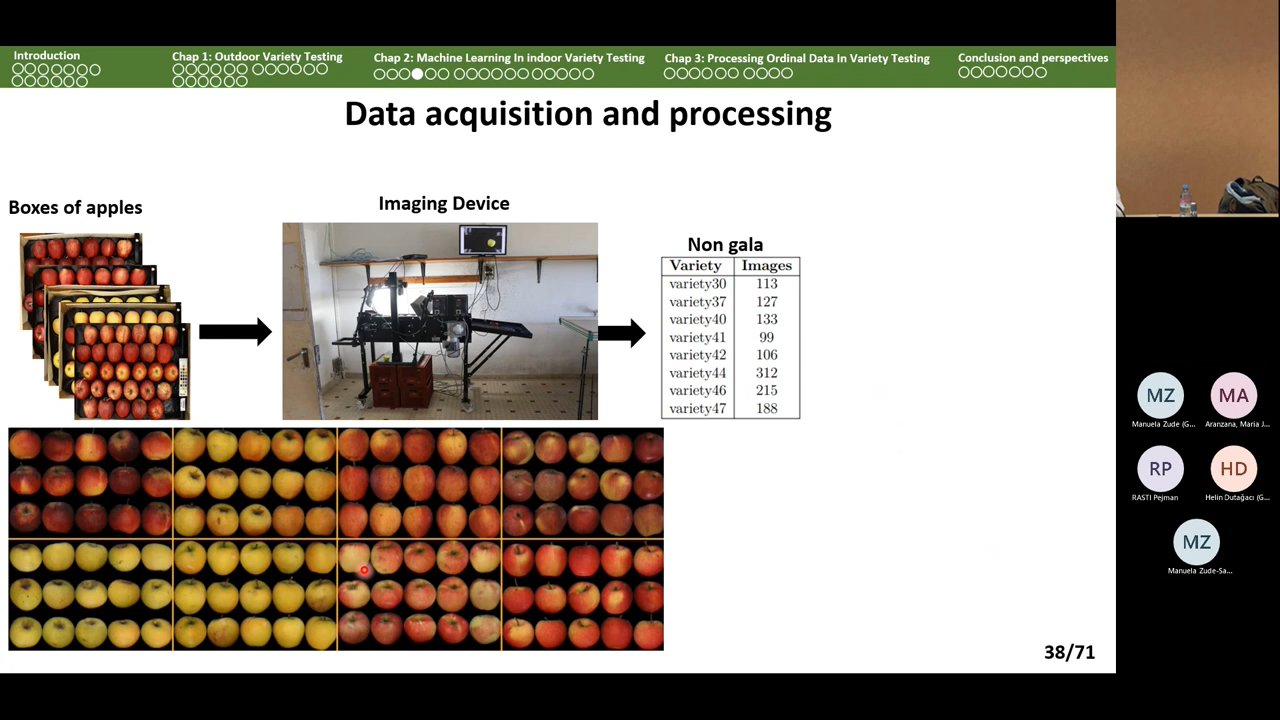 Introduction
Chap 1: Outdoor Variety Testing
Chap 2: Machine Learning In indoor Variety Testing
Chap 3: Processing Ordinal Data In Variety Testing
Conclusion and perspectives
Data acquisition and processing
Boxes of apples
Imaging Device
Non gala
Variety Images
variety30 113
variety37 127
variety40 133
variety41 99
variety42 106
variety44 312
variety46 215
variety47 188
38/71
MZ
Manuela Zude (G...
MA
Aranzana, Maria J...
RP
RASTI Pejman
HD
Helin Dutağacı (G...
MZ
Manuela Zude-Sa...